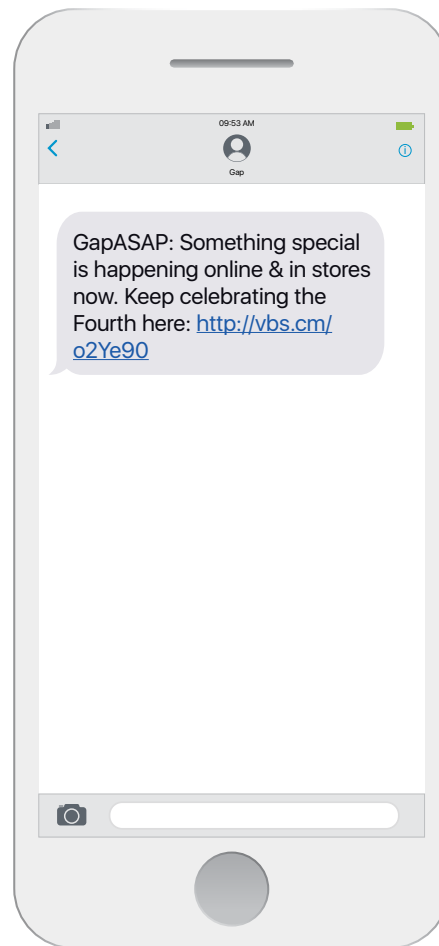 09:53 AM
Gap
GapASAP: Something special
is happening online & in stores
now. Keep celebrating the
Fourth here: http://vbs.cm/
o2Ye90